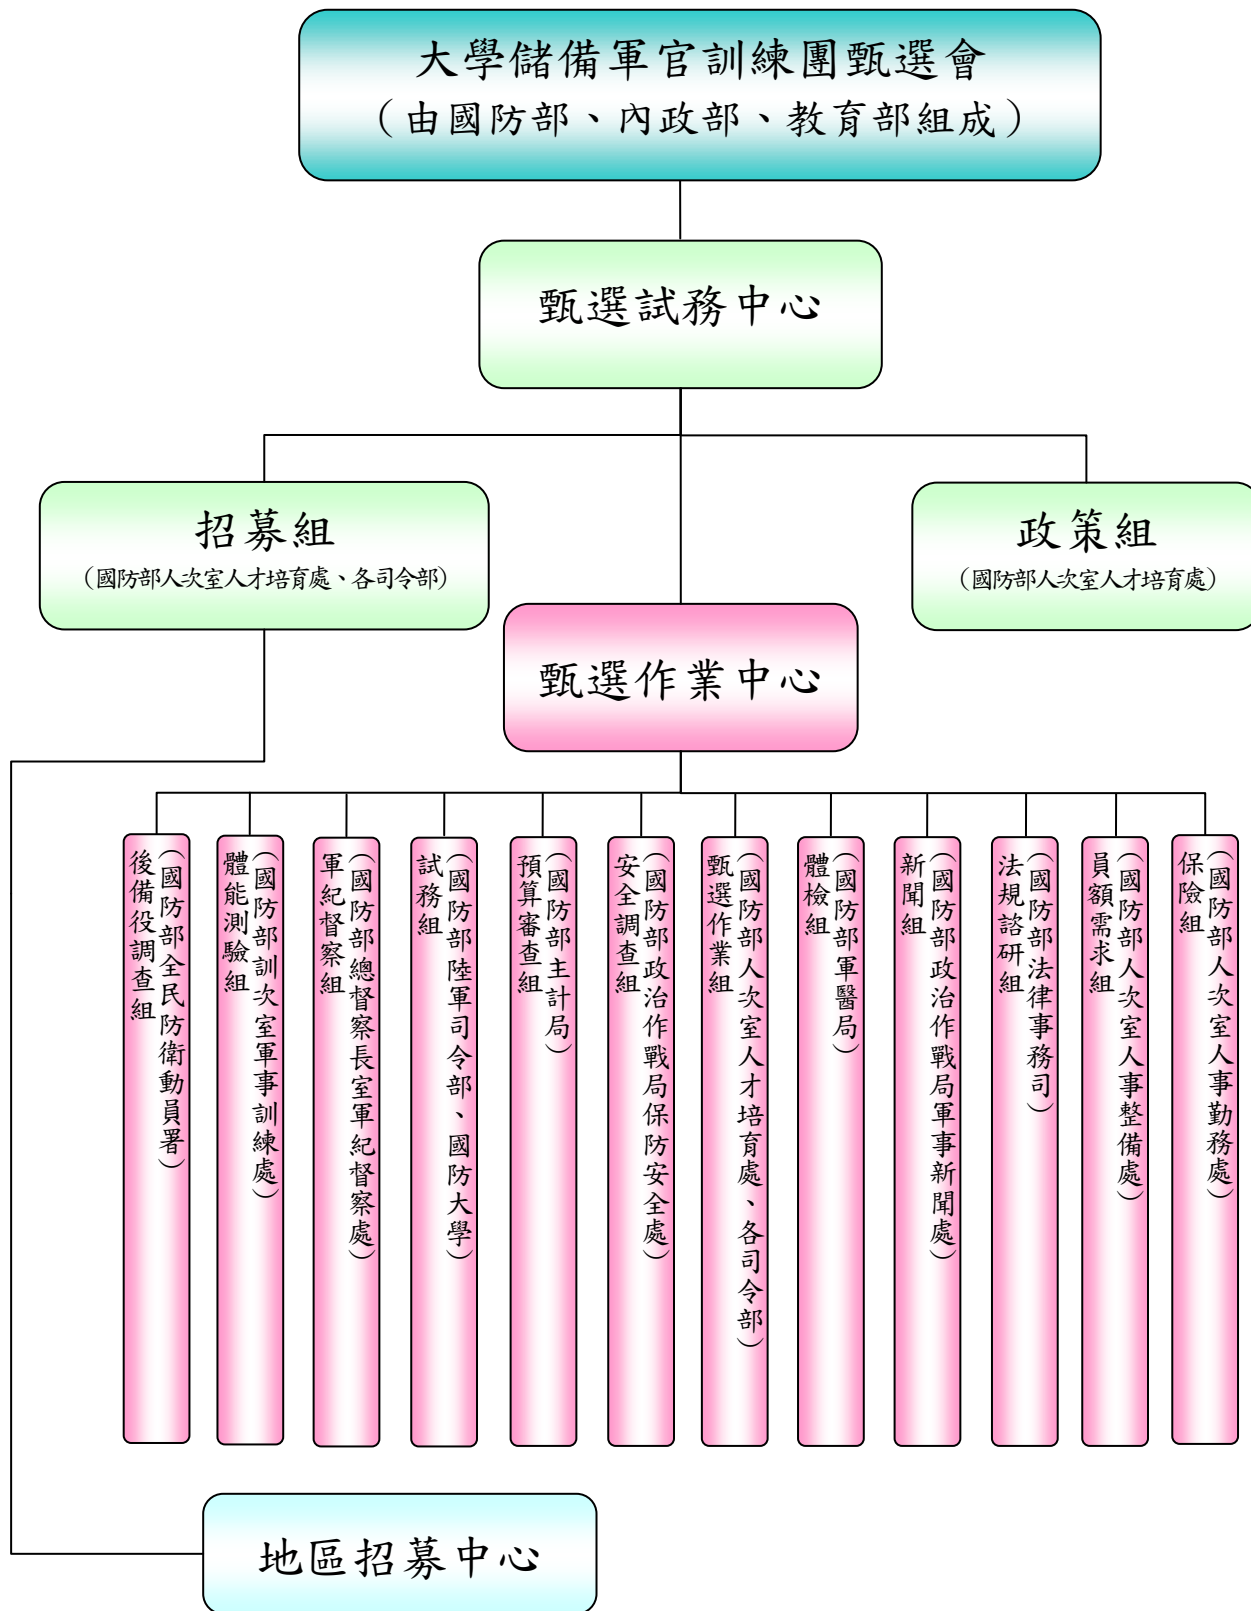 大學儲備軍官訓練團甄選會
（由國防部、內政部、教育部組成）
甄選試務中心
招募組
（國防部人次室人才培育處、各司令部）
政策組
（國防部人次室人才培育處）
甄選作業中心
保險組
（國防部人次室人事勤務處）
員額需求組
（國防部人次室人事整備處）
法規諮研組
（國防部法律事務司）
新聞組
（國防部政治作戰局軍事新聞處）
體檢組
（國防部軍醫局）
甄選作業組
（國防部人次室人才培育處、各司令部）
安全調查組
（國防部政治作戰局保防安全處）
預算審查組
（國防部主計局）
試務組
（國防部陸軍司令部、國防大學）
軍紀督察組
（國防部總督察長室軍紀督察處）
體能測驗組
（國防部訓次室軍事訓練處）
後備役調查組
（國防部全民防衛動員署）
地區招募中心